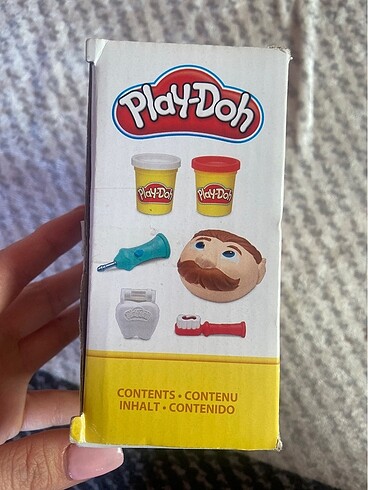 Play-Doh
Play-Doh Play-Doh
CONTENTS • CONTENU
INHALT • CONTENIDO